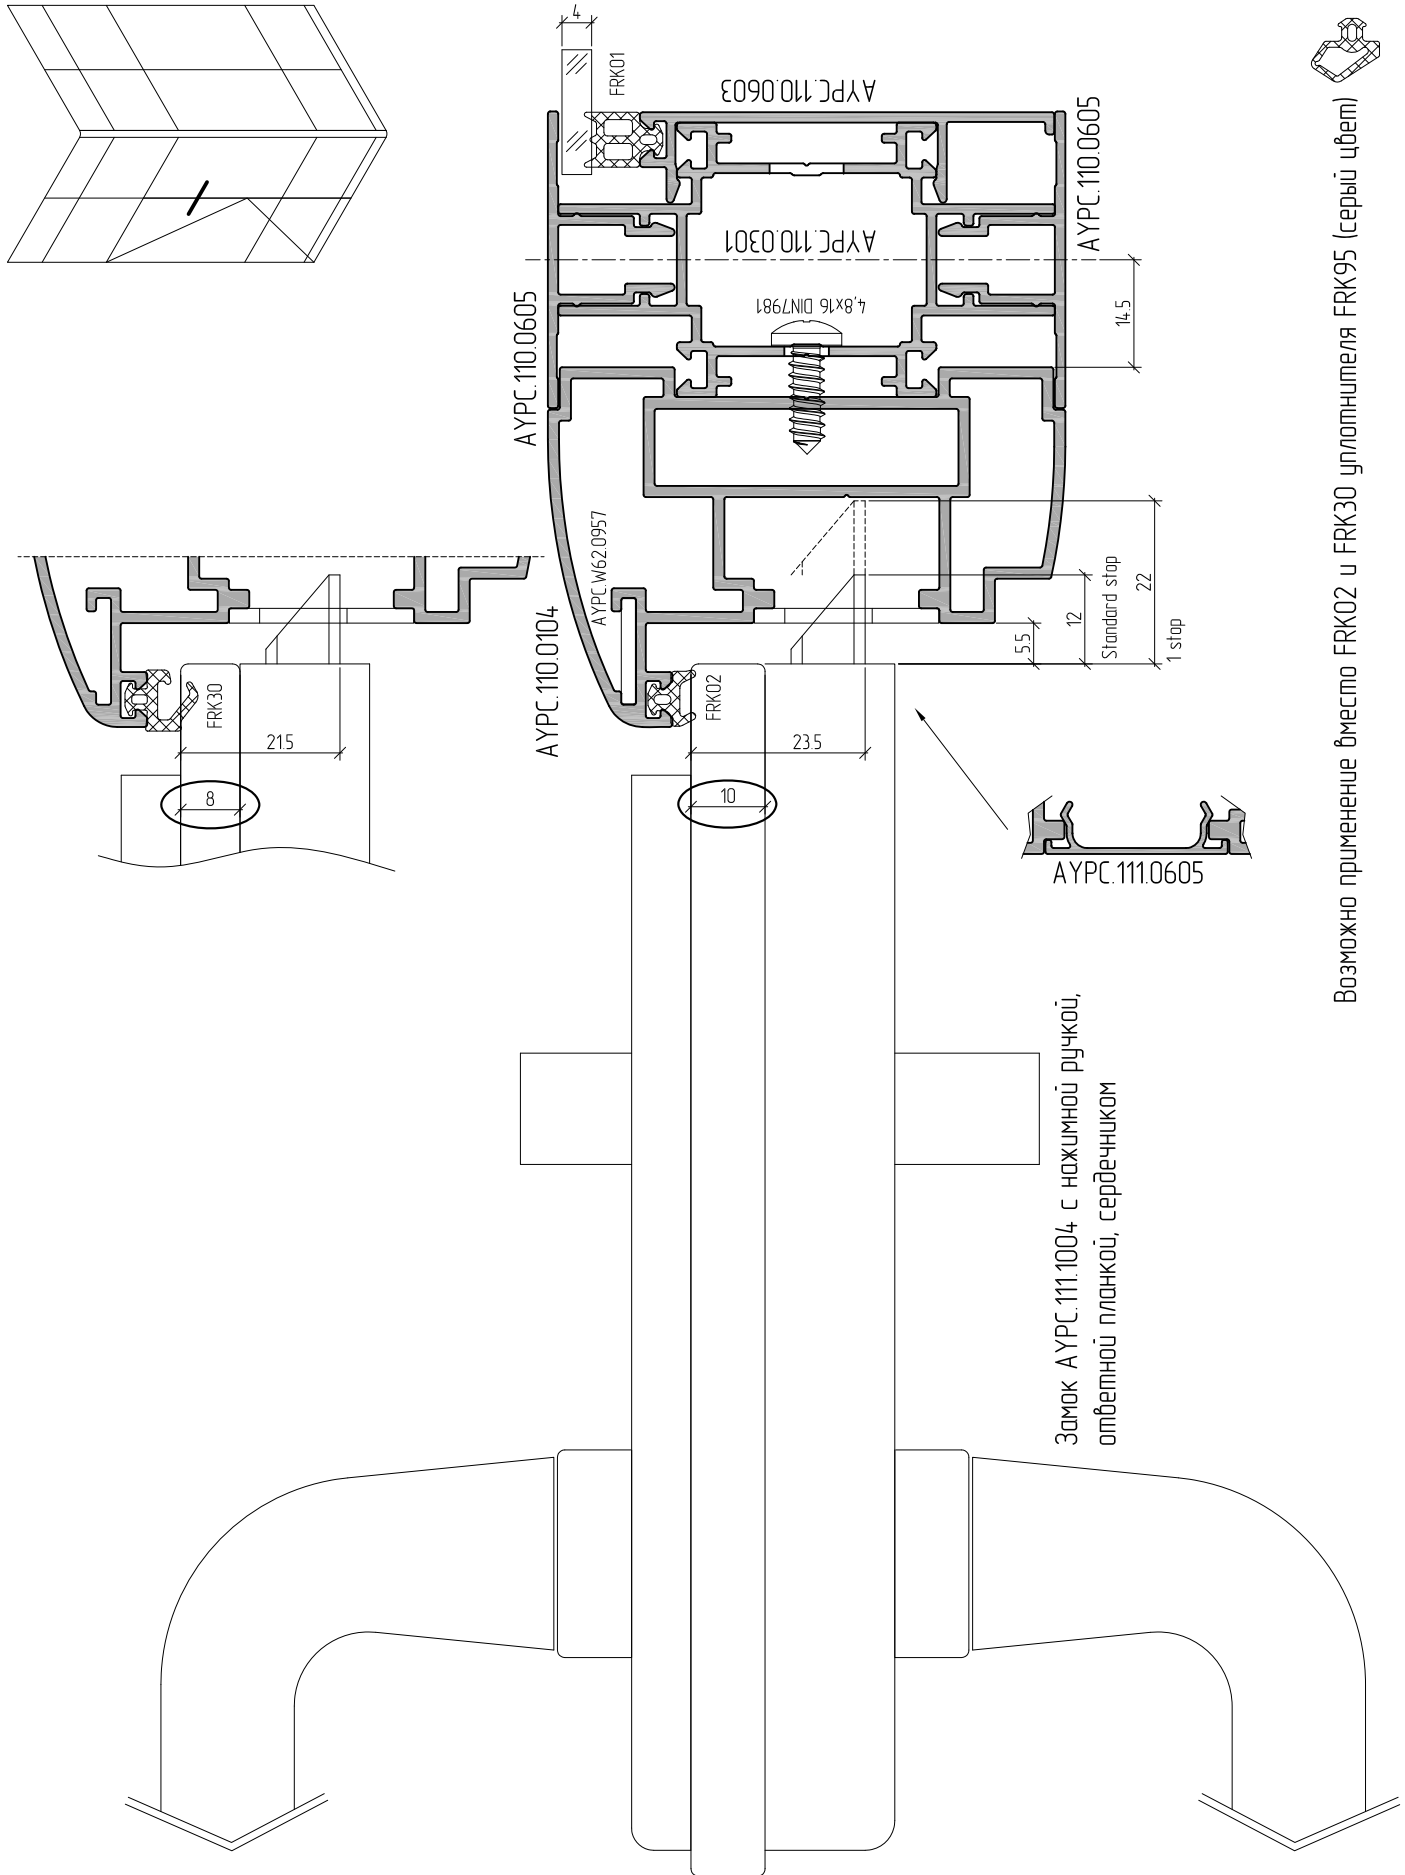 4
FRK01
AYPC.110.0603
AYPC.110.0605
AYPC.110.0301
4,8x16 DIN7981
14.5
AYPC.110.0605
AYPC.W62.0957
AYPC.110.0104
22
12
5.5
Standard stop
1 stop
FRK30
21.5
8
FRK02
23.5
10
AYPC.111.0605
Возможно применение вместо FRK02 и FRK30 уплотнителя FRK95 (серый цвет)
Замок AYPC.111.1004 с нажимной ручкой,
ответной планкой, сердечником